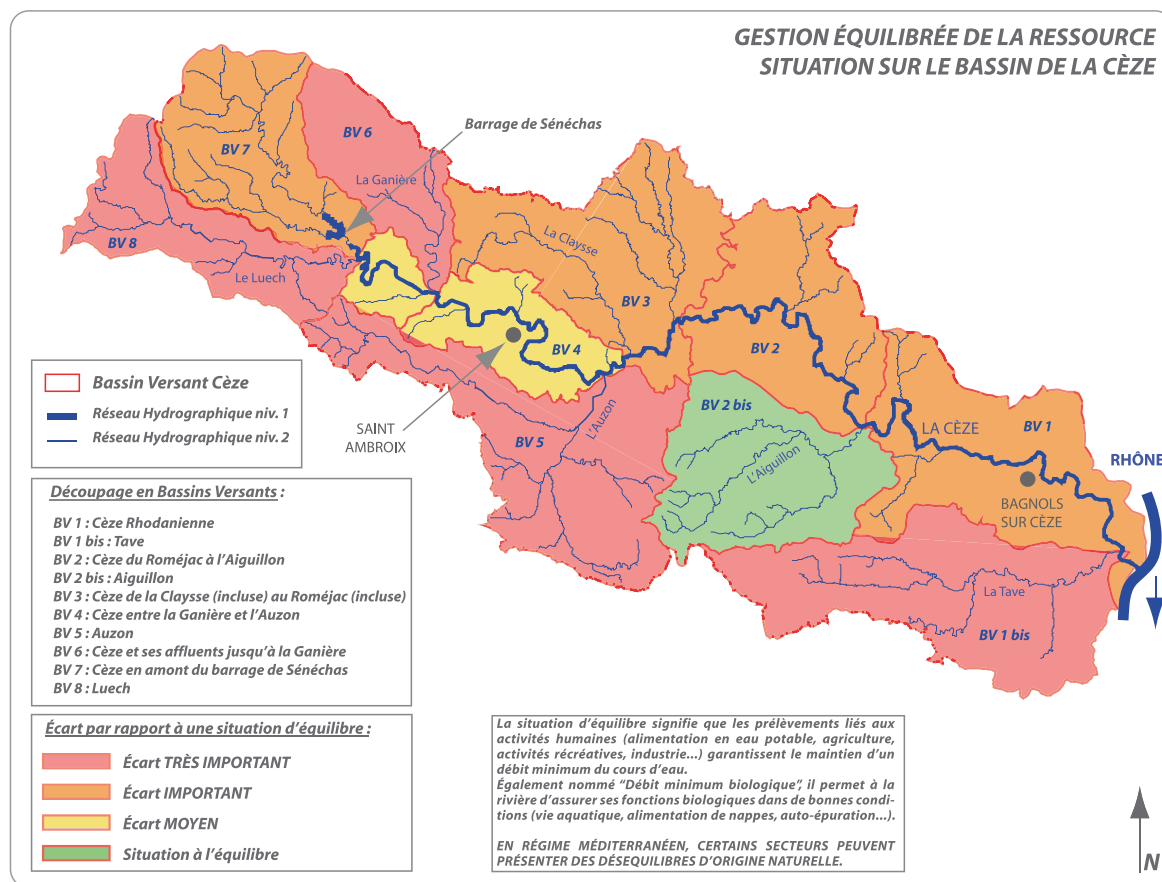 GESTION ÉQUILIBRÉE DE LA RESSOURCE
SITUATION SUR LE BASSIN DE LA CÈZE
Barrage de Sénéchas
BV 6
BV 7
La Ganière
BV 8
La Claysse
Le Luech
BV 3
BV 2
BV 4
BV 2 bis
SAINT
AMBROIX
L'Auzon
BV 5
L'Aiguillon
LA CÈZE
BV 1
RHÔNE
BAGNOLS
SUR CÈZE
La Tave
BV 1 bis
Bassin Versant Cèze
Réseau Hydrographique niv. 1
Réseau Hydrographique niv. 2
Découpage en Bassins Versants :
BV 1 : Cèze Rhodanienne
BV 1 bis : Tave
BV 2 : Cèze du Roméjac à l'Aiguillon
BV 2 bis : Aiguillon
BV 3 : Cèze de la Claysse (incluse) au Roméjac (incluse)
BV 4 : Cèze entre la Ganière et l'Auzon
BV 5 : Auzon
BV 6 : Cèze et ses affluents jusqu'à la Ganière
BV 7 : Cèze en amont du barrage de Sénéchas
BV 8 : Luech
Écart par rapport à une situation d'équilibre :
Écart TRÈS IMPORTANT
Écart IMPORTANT
Écart MOYEN
Situation à l'équilibre
La situation d'équilibre signifie que les prélèvements liés aux
activités humaines (alimentation en eau potable, agriculture,
activités récréatives, industrie...) garantissent le maintien d'un
débit minimum du cours d'eau.
Également nommé "Débit minimum biologique", il permet à la
rivière d'assurer ses fonctions biologiques dans de bonnes condi-
tions (vie aquatique, alimentation de nappes, auto-épuration...).
EN RÉGIME MÉDITERRANÉEN, CERTAINS SECTEURS PEUVENT
PRÉSENTER DES DÉSEQUILIBRES D'ORIGINE NATURELLE.
N